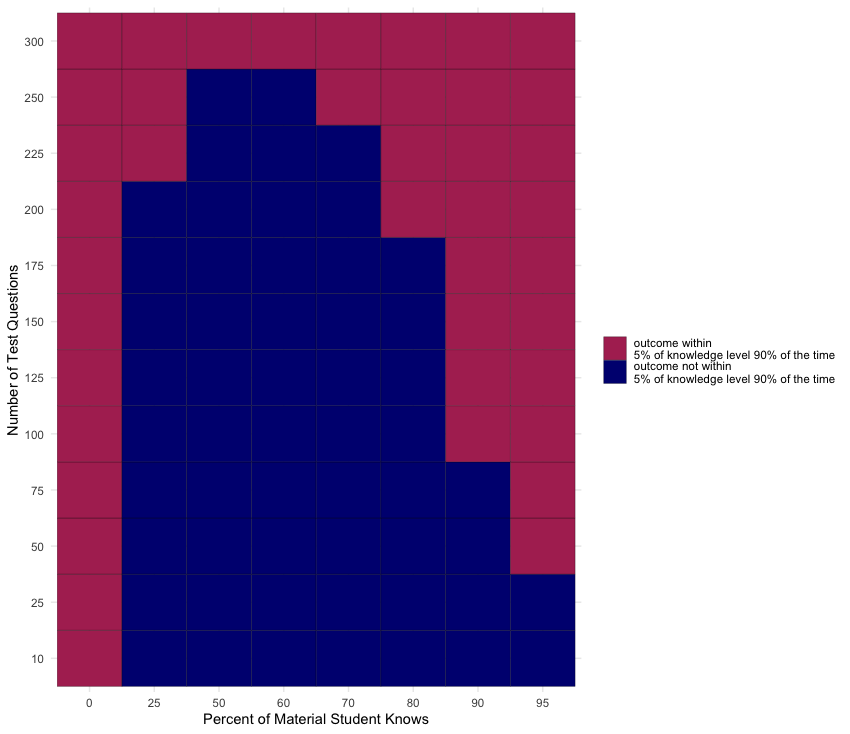 300
250
225
200
175
150
125
100
75
50
25
10
Number of Test Questions
0 25 50 60 70 80 90 95
Percent of Material Student Knows
outcome within
5% of knowledge level 90% of the time
outcome not within
5% of knowledge level 90% of the time